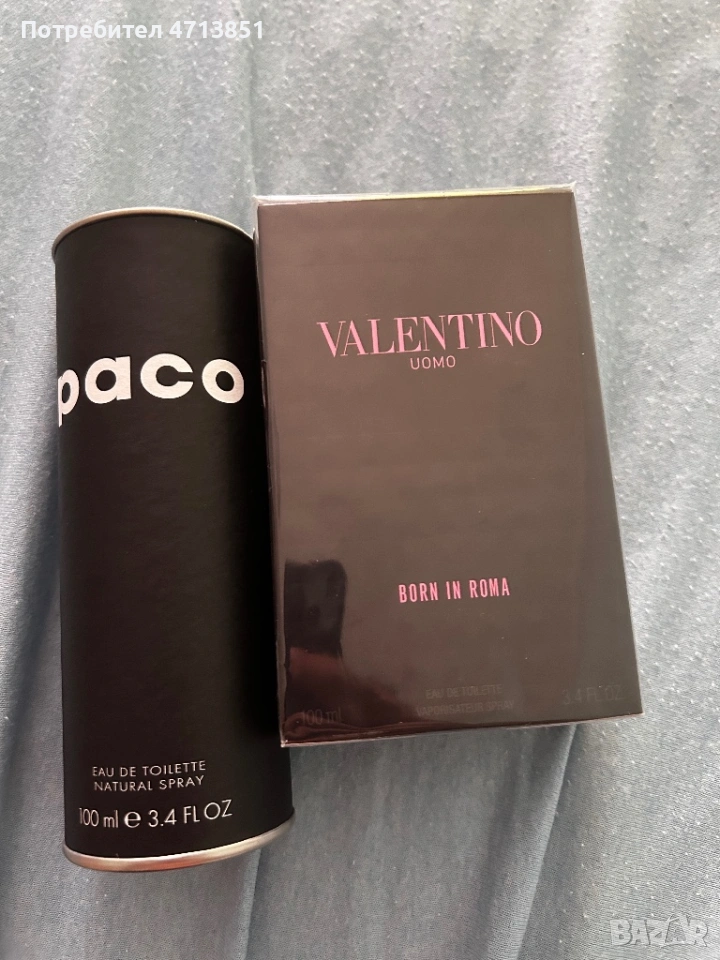 Потребител 4713851
paco
EAU DE TOILETTE
NATURAL SPRAY
100 ml e 3.4 FL OZ
VALENTINO
UOMO
BORN IN ROMA
EAU DE TOILETTE
VAPORISATEUR SPRAY
100 ml
3.4 FL OZ
BAZAR